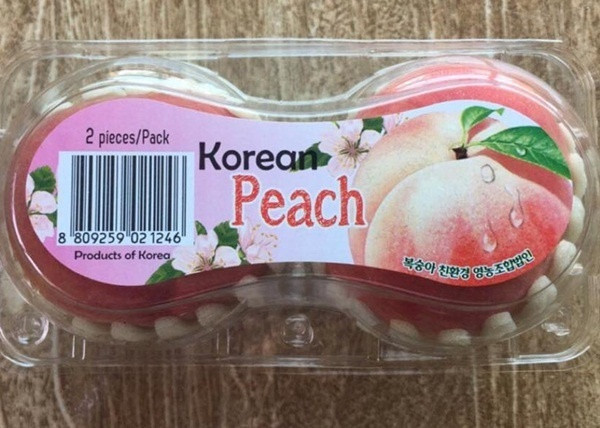 2 pieces/Pack
Korean
Peach
8 809259 021246
Products of Korea
복숭아 친환경 영농조합법인